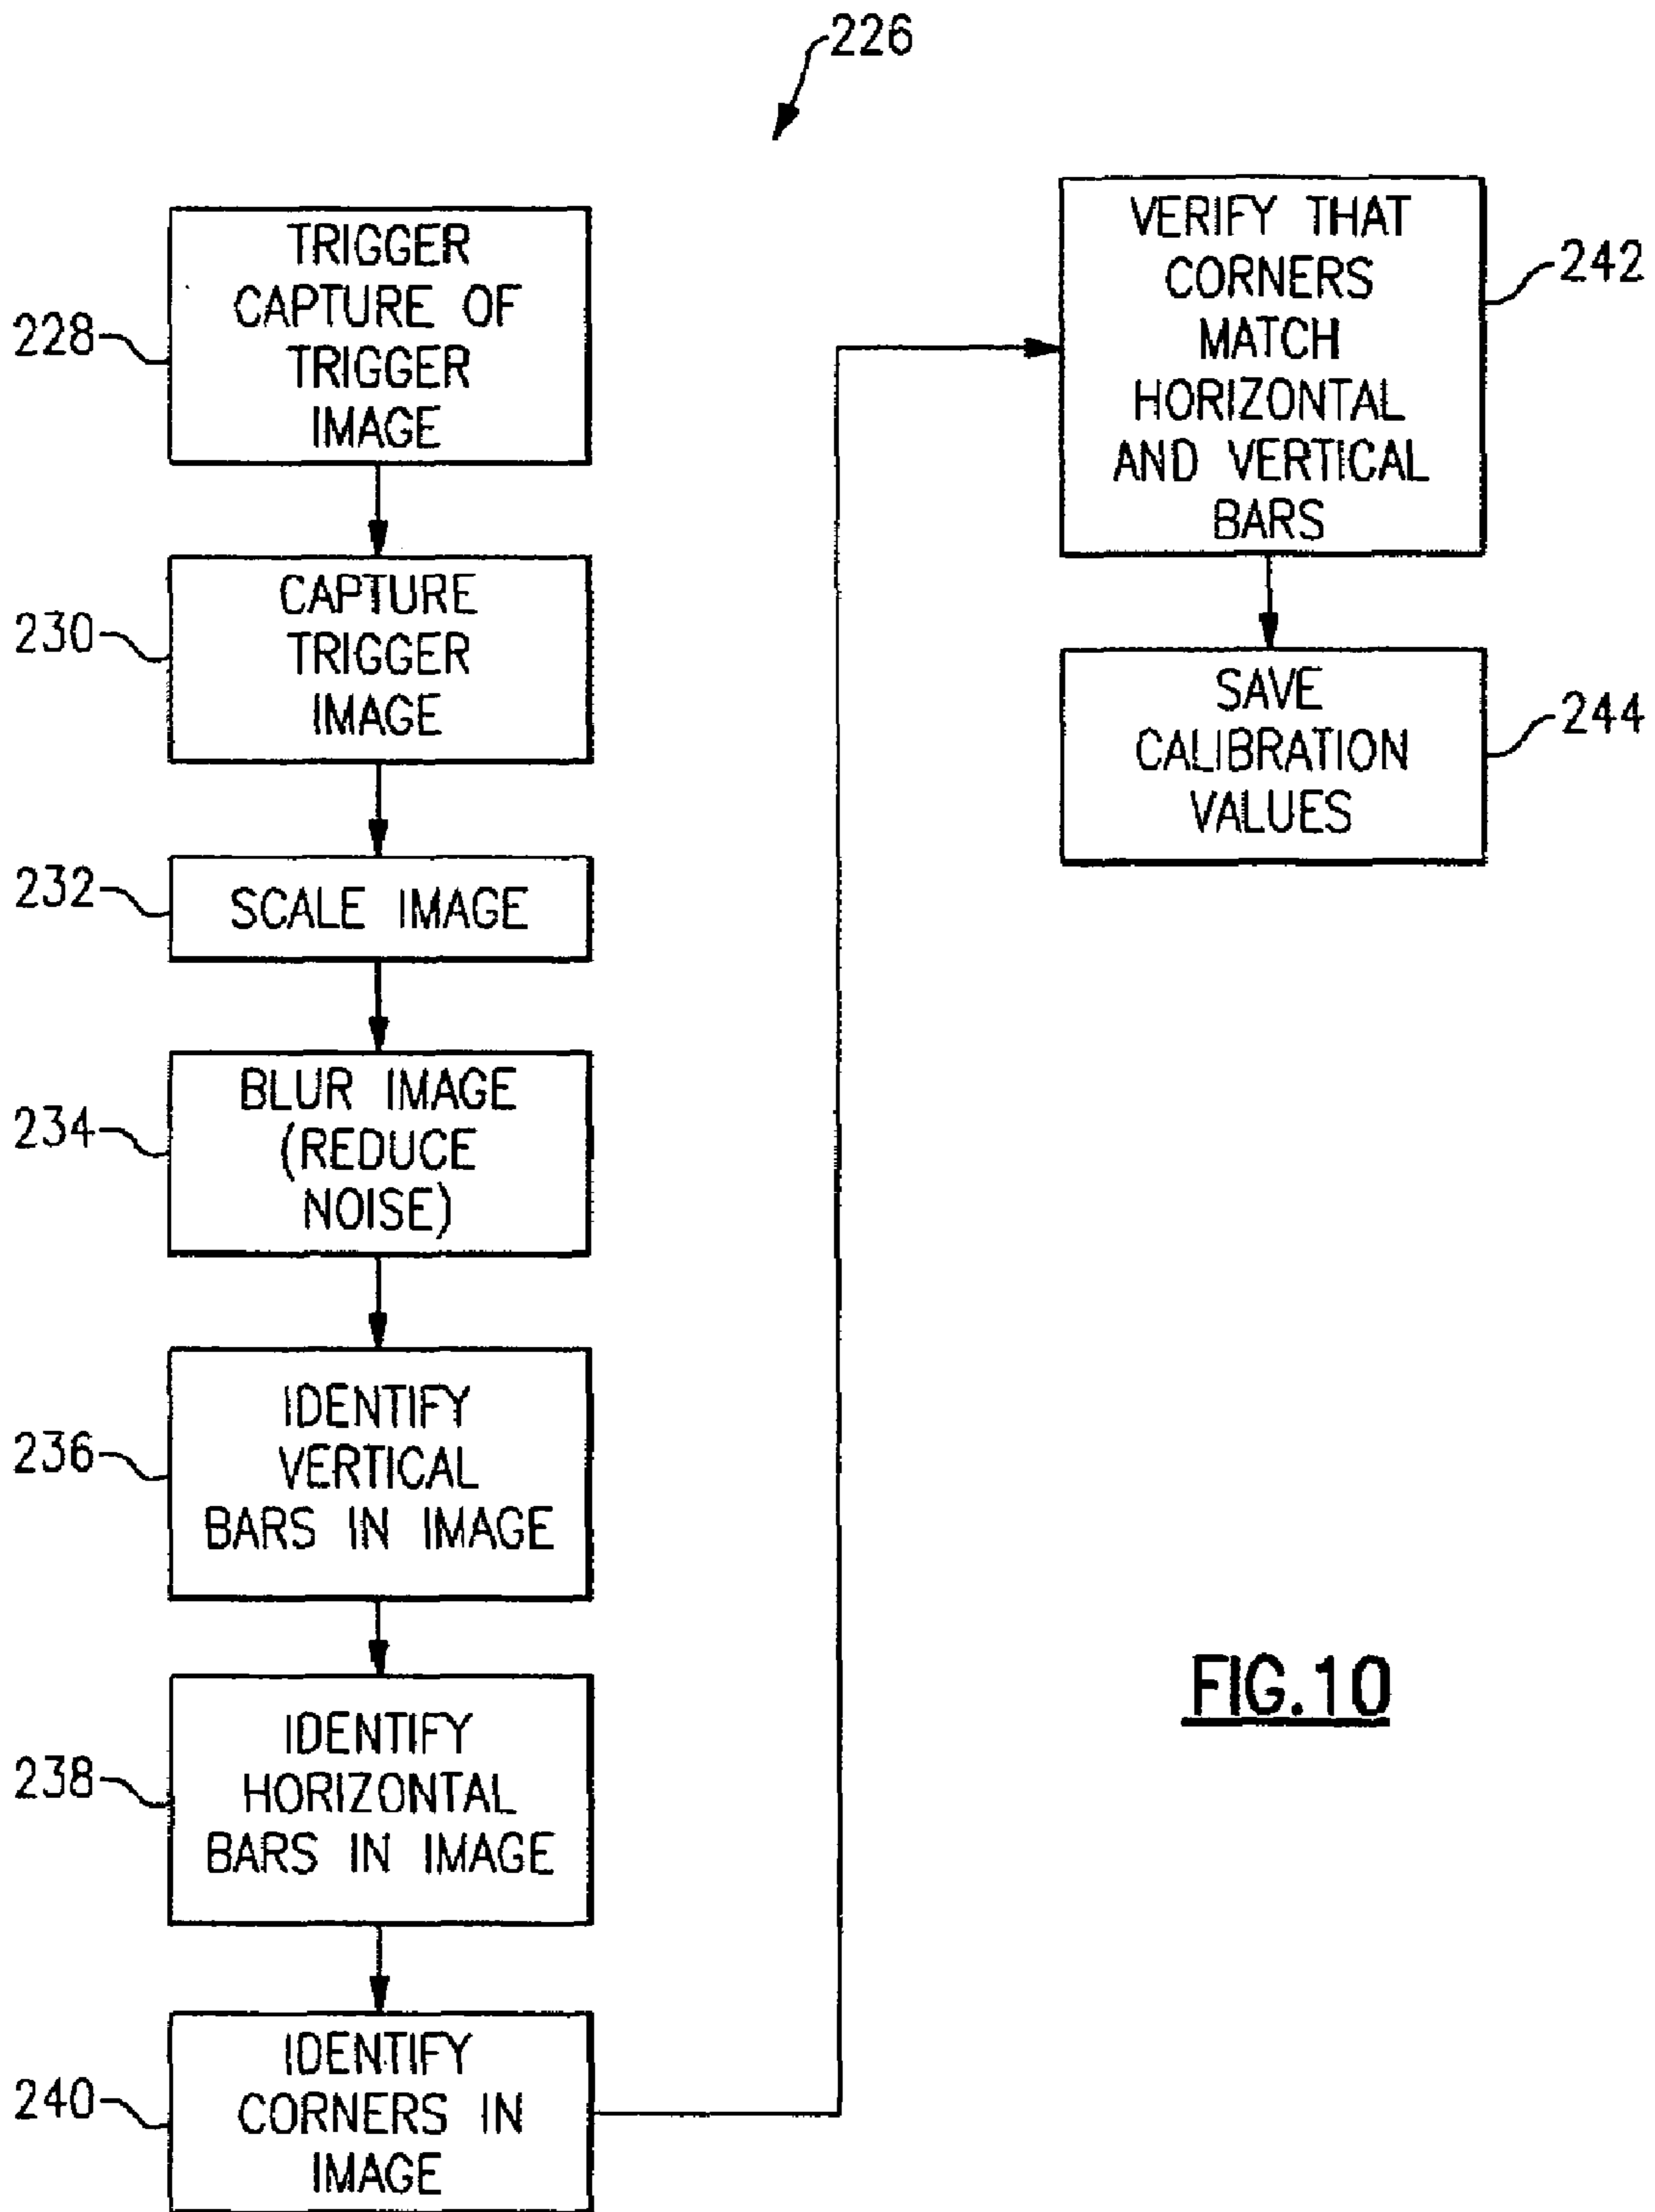 226
228
TRIGGER
CAPTURE OF
TRIGGER
IMAGE
230
CAPTURE
TRIGGER
IMAGE
232
SCALE IMAGE
234
BLUR IMAGE
(REDUCE
NOISE)
236
IDENTIFY
VERTICAL
BARS IN IMAGE
238
IDENTIFY
HORIZONTAL
BARS IN IMAGE
240
IDENTIFY
CORNERS IN
IMAGE
VERIFY THAT
CORNERS
MATCH
HORIZONTAL
AND VERTICAL
BARS
242
SAVE
CALIBRATION
VALUES
244
FIG.10